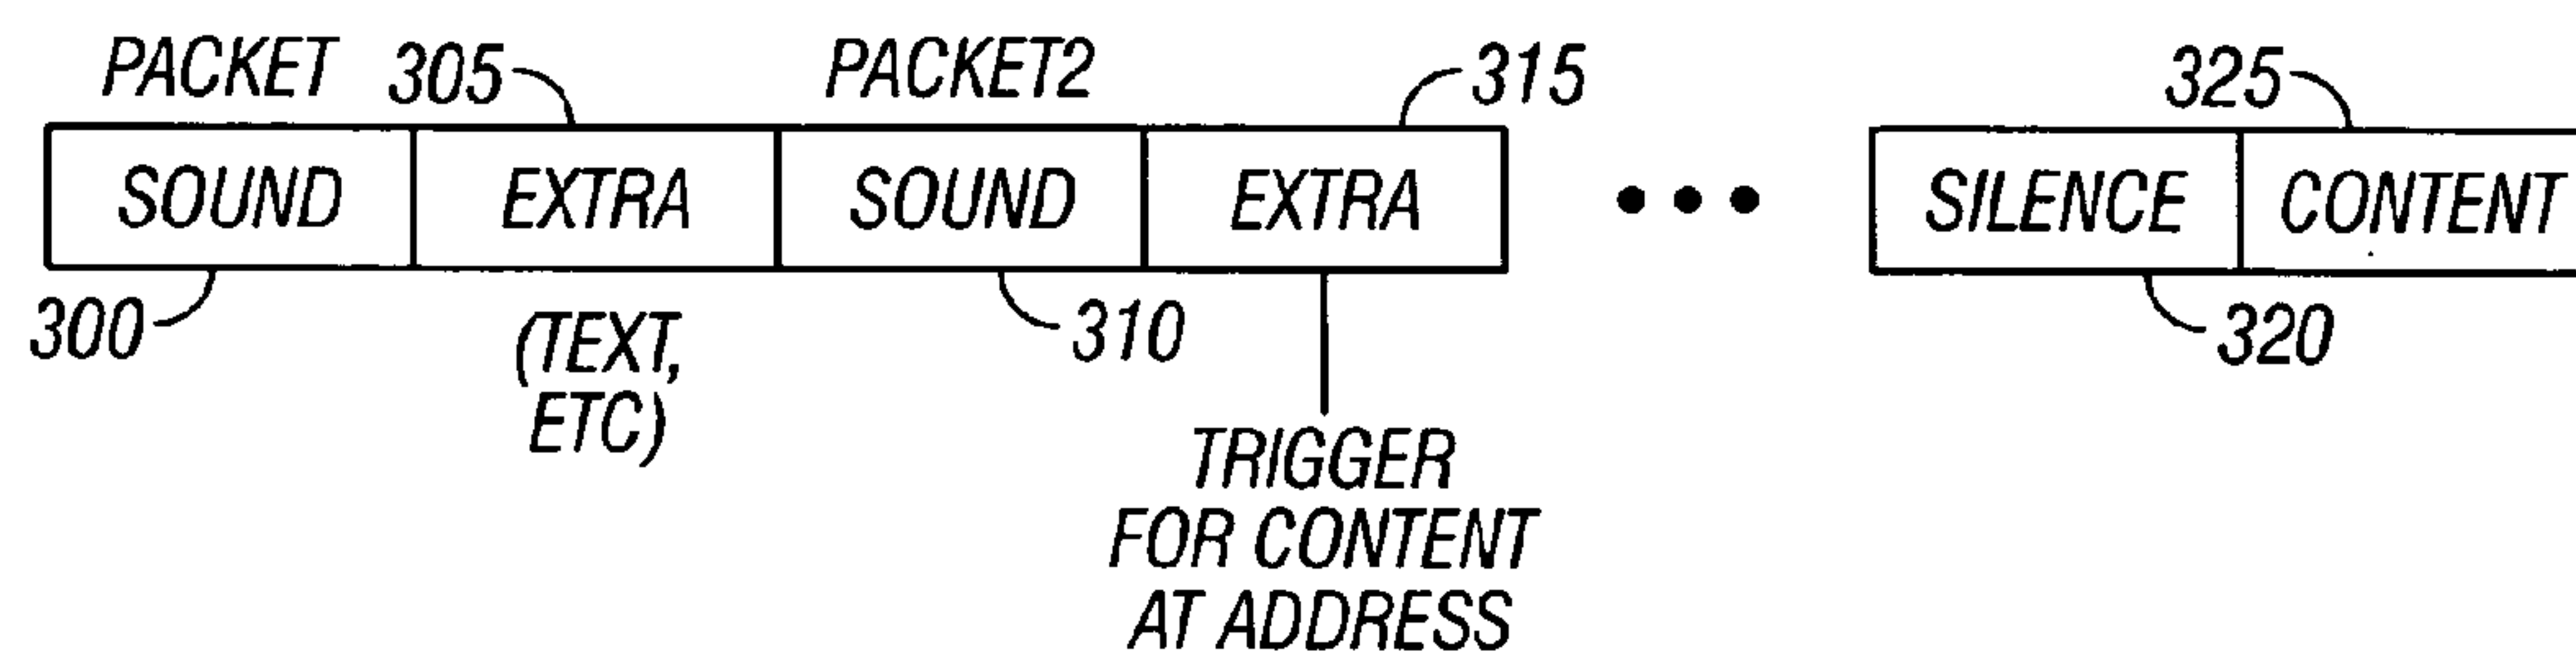 PACKET 305 PACKET2 315 325
SOUND EXTRA SOUND EXTRA SILENCE CONTENT
300 310 320
(TEXT,
ETC)
TRIGGER
FOR CONTENT
AT ADDRESS